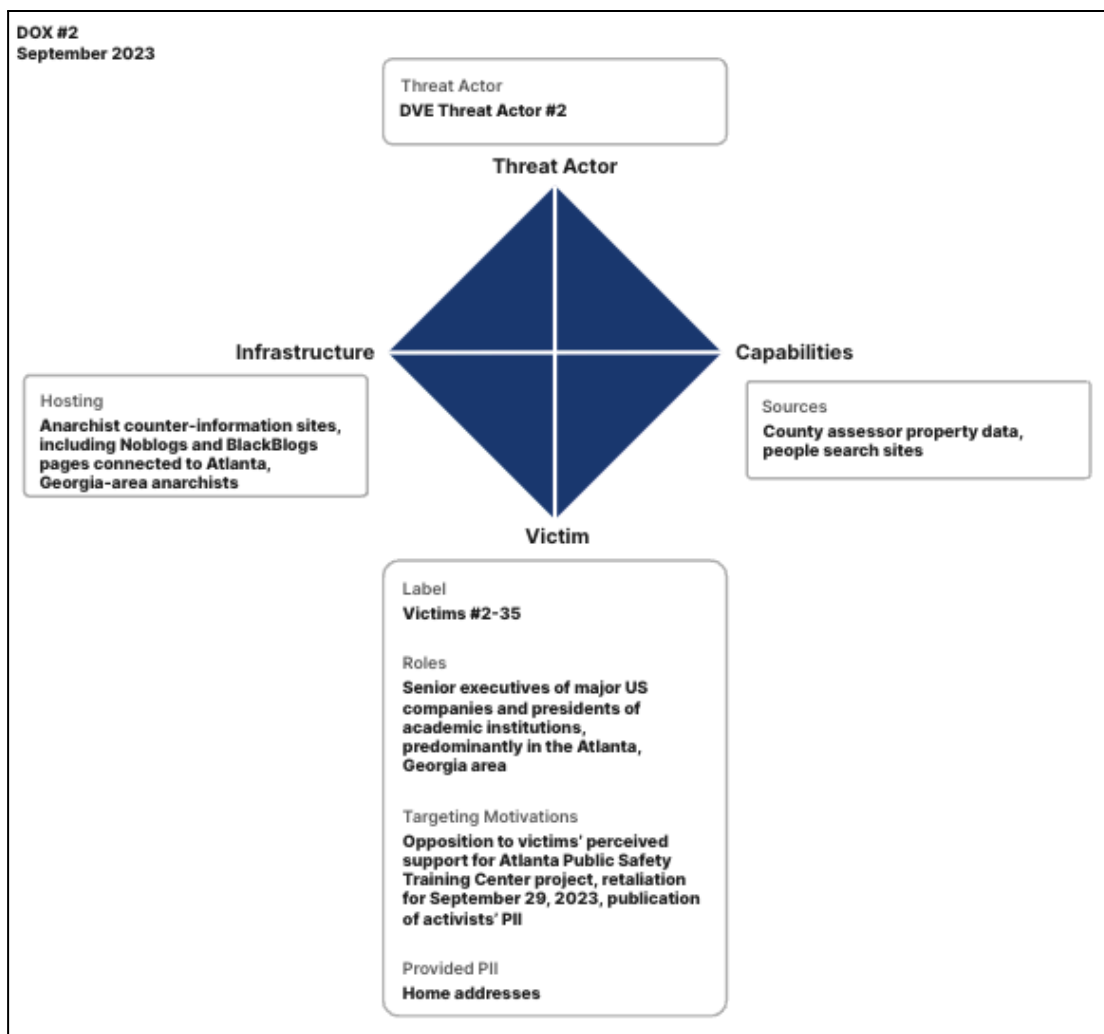 DOX #2
September 2023
Threat Actor
DVE Threat Actor #2
Threat Actor
Infrastructure
Capabilities
Hosting
Anarchist counter-information sites,
including Noblogs and BlackBlogs
pages connected to Atlanta,
Georgia-area anarchists
Sources
County assessor property data,
people search sites
Victim
Label
Victims #2-35
Roles
Senior executives of major US
companies and presidents of
academic institutions,
predominantly in the Atlanta,
Georgia area
Targeting Motivations
Opposition to victims' perceived
support for Atlanta Public Safety
Training Center project, retaliation
for September 29, 2023, publication
of activists' PII
Provided PII
Home addresses